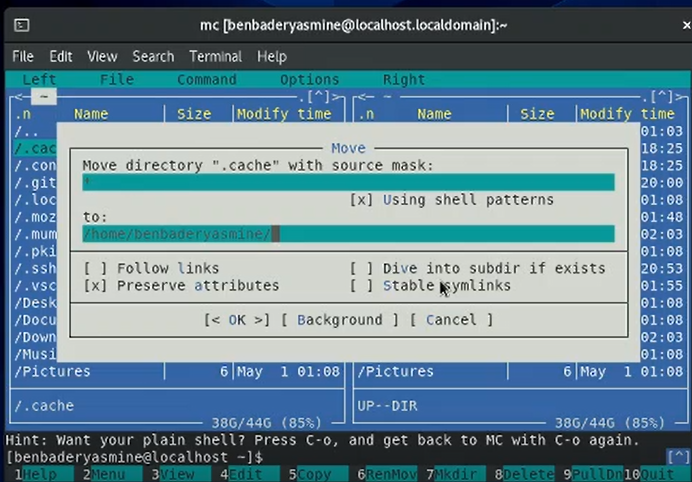 mc [benbaderyasmine@localhost.localdomain]:~
File Edit View Search Terminal Help
Left File Command Options Right
<— ~ .[^]> <— ~ .[^]>
.n Name | Size | Modify time .n Name | Size | Modify time
/.. 01:03
/.cac 18:25
/.con 18:25
/.git 20:00
/.loc 01:08
/.moz 01:48
/.mum 02:03
/.pki 01:08
/.ssh 20:53
/.vsc 01:55
/Desk 01:08
/Docu 01:08
/Down 02:03
/Musi 01:08
/Pictures | 6|May 1 01:08 /Pictures | 6|May 1 01:08
Move
Move directory ".cache" with source mask:
*
[x] Using shell patterns
to:
/home/benbaderyasmine/
[ ] Follow links [ ] Dive into subdir if exists
[x] Preserve attributes [ ] Stable symlinks
[< OK >] [ Background ] [ Cancel ]
/.cache UP--DIR
38G/44G (85%) 38G/44G (85%)
Hint: Want your plain shell? Press C-o, and get back to MC with C-o again.
[benbaderyasmine@localhost ~]$ [^]
1Help 2Menu 3View 4Edit 5Copy 6RenMov 7Mkdir 8Delete 9PullDn 10Quit